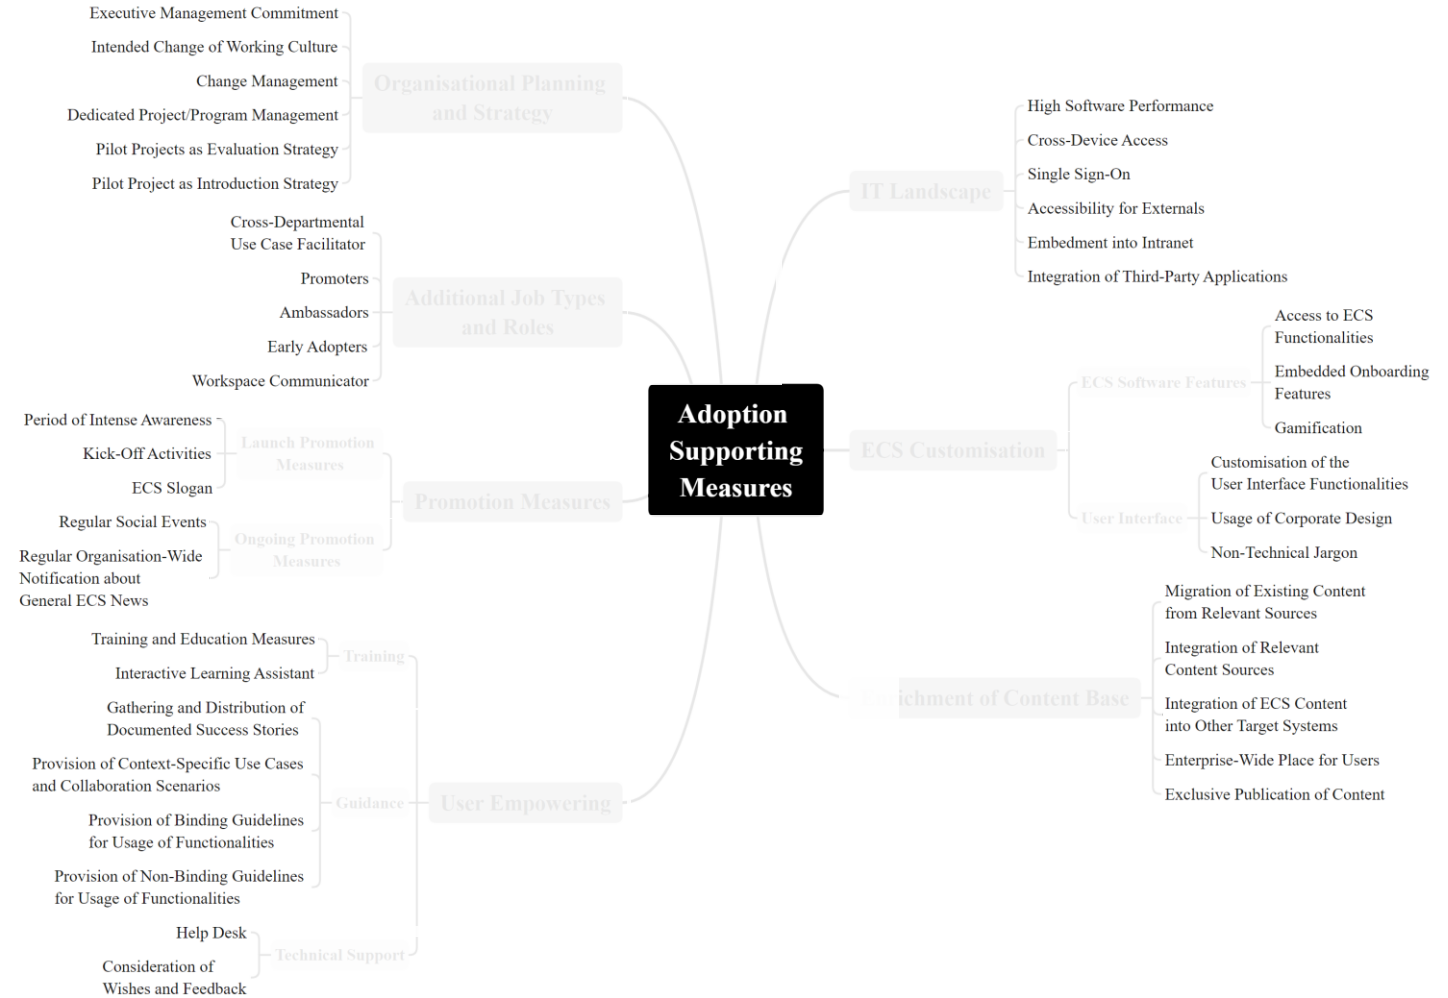 Executive Management Commitment
Intended Change of Working Culture
Change Management
Dedicated Project/Program Management
Pilot Projects as Evaluation Strategy
Pilot Project as Introduction Strategy
Organisational Planning
and Strategy
Cross-Departmental
Use Case Facilitator
Promoters
Ambassadors
Early Adopters
Workspace Communicator
Additional Job Types
and Roles
Period of Intense Awareness
Kick-Off Activities
ECS Slogan
Launch Promotion
Measures
Regular Social Events
Regular Organisation-Wide
Notification about
General ECS News
Ongoing Promotion
Measures
Promotion Measures
Training and Education Measures
Interactive Learning Assistant
Training
Gathering and Distribution of
Documented Success Stories
Provision of Context-Specific Use Cases
and Collaboration Scenarios
Provision of Binding Guidelines
for Usage of Functionalities
Provision of Non-Binding Guidelines
for Usage of Functionalities
Guidance
User Empowering
Help Desk
Consideration of
Wishes and Feedback
Technical Support
Adoption
Supporting
Measures
IT Landscape
High Software Performance
Cross-Device Access
Single Sign-On
Accessibility for Externals
Embedment into Intranet
Integration of Third-Party Applications
ECS Customisation
ECS Software Features
Access to ECS
Functionalities
Embedded Onboarding
Features
Gamification
User Interface
Customisation of the
User Interface Functionalities
Usage of Corporate Design
Non-Technical Jargon
Enrichment of Content Base
Migration of Existing Content
from Relevant Sources
Integration of Relevant
Content Sources
Integration of ECS Content
into Other Target Systems
Enterprise-Wide Place for Users
Exclusive Publication of Content